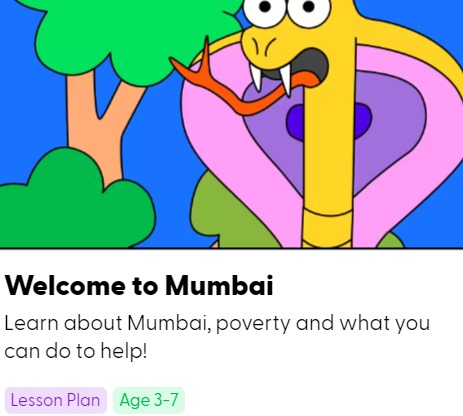 Welcome to Mumbai
Learn about Mumbai, poverty and what you
can do to help!
Lesson Plan
Age 3-7